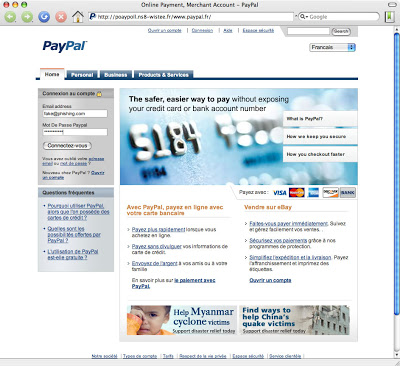 Online Payment, Merchant Account - PayPal
http://poaypoll.ns8-wistee.fr/www.paypal.fr/
Google
Ouvrir un compte | Connexion | Aide | Espace sécurité
Search
PayPal
Français
Home Personal Business Products & Services
Connexion au compte
Email address
fake@phishing.com
Mot De Passe Paypal
Connectez-vous
Vous avez oublié votre adresse
email ou mot de passe?
Nouveau chez PayPal? Ouvrir
un compte
Questions fréquentes
Pourquoi utiliser PayPal,
alors que l'on possède des
cartes de crédit ?
Quelles sont les
possibilités offertes par
PayPal ?
L'utilisation de PayPal
est-elle gratuite ?
The safer, easier way to pay without exposing
your credit card or bank account number
5184
What is PayPal?
How we keep you secure
How you checkout faster
Payez avec : VISA BANK
Avec PayPal, payez en ligne avec
votre carte bancaire
Payez plus rapidement lorsque vous
achetez en ligne.
Payez sans divulguer vos informations de
carte de crédit.
Envoyez de l'argent à vos amis ou à votre
famille
En savoir plus sur le paiement avec
PayPal.
Vendre sur eBay
Faites-vous payer immédiatement. Suivez
et gérez facilement vos ventes.
Sécurisez vos paiements grâce à nos
programmes de protection.
Simplifiez l'expédition et la livraison. Payez
l'affranchissement et imprimez des
étiquettes.
Ouvrir un compte
Help Myanmar
cyclone victims
Support disaster relief today
Find ways to
help China's
quake victims
Support disaster relief today
Notre société | Types de comptes | Tarifs | Respect de la vie privée | Espace sécurité | Service clientèle |